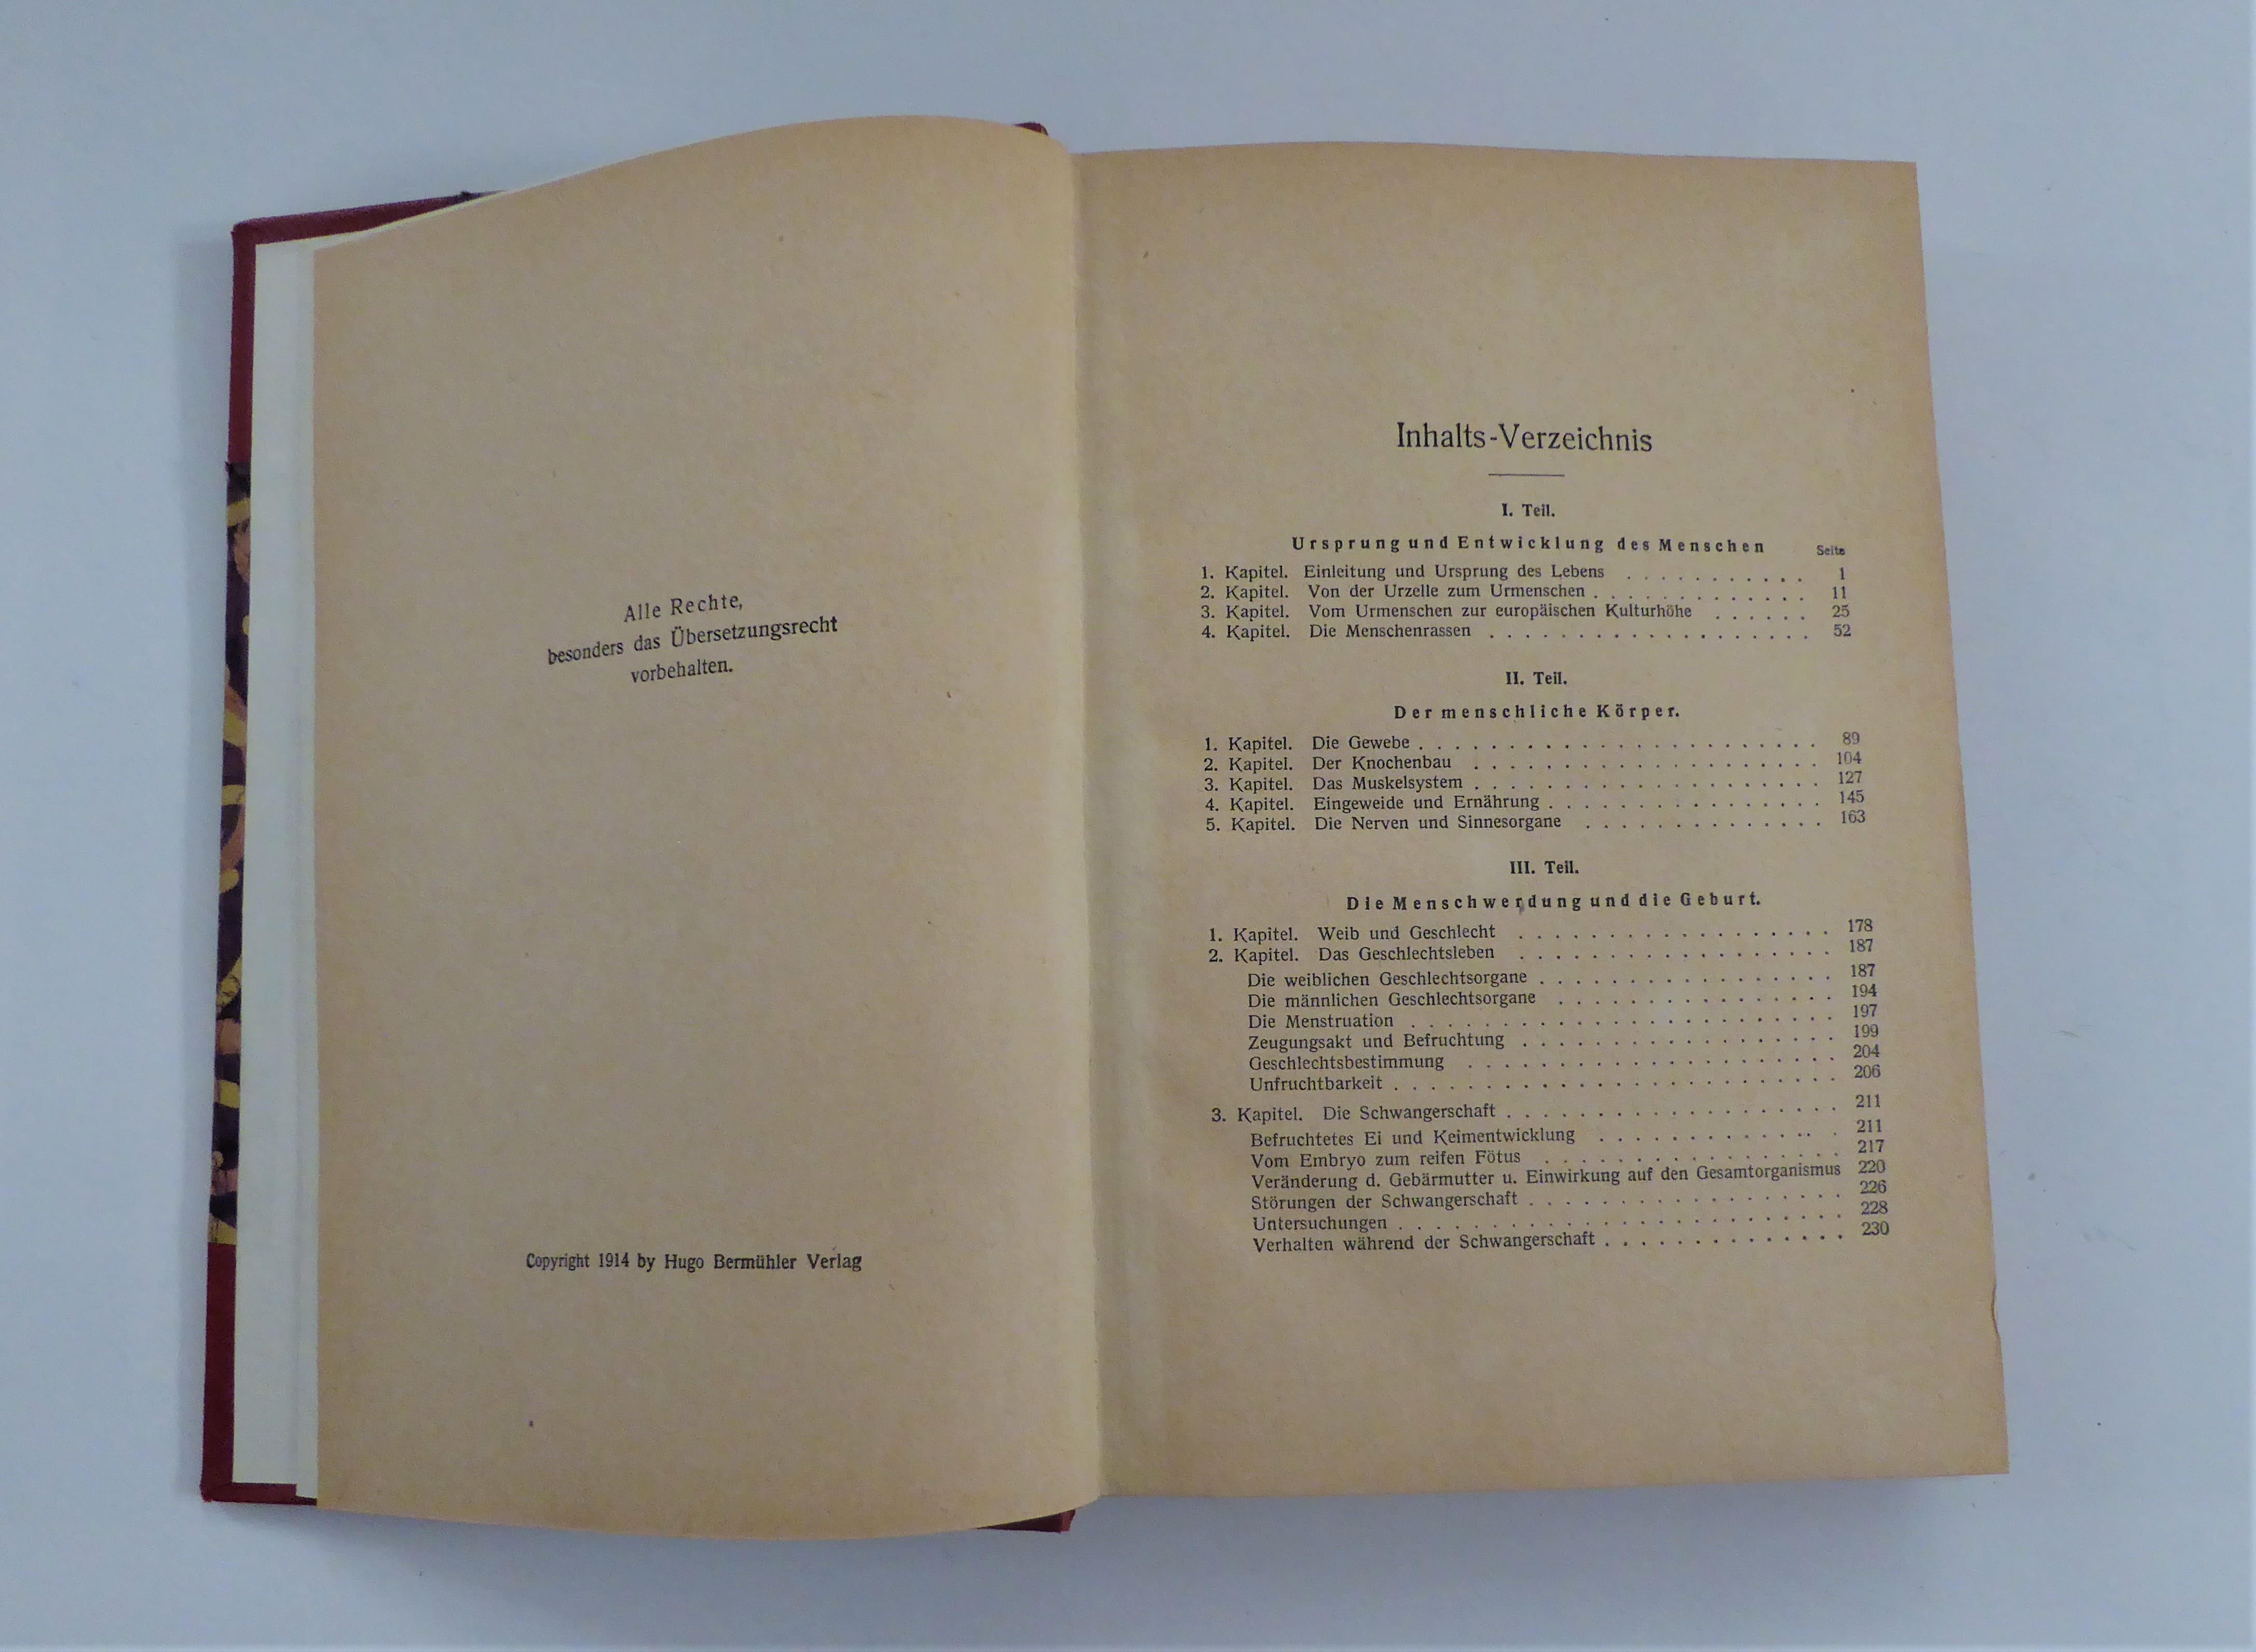 Alle Rechte,
besonders das Übersetzungsrecht
vorbehalten.
Copyright 1914 by Hugo Bermühler Verlag
Inhalts-Verzeichnis
I. Teil.
Ursprung und Entwicklung des Menschen Seite
1. Kapitel. Einleitung und Ursprung des Lebens . . . . . . . . . . . 1
2. Kapitel. Von der Urzelle zum Urmenschen . . . . . . . . . . . . . 11
3. Kapitel. Vom Urmenschen zur europäischen Kulturhöhe . . . . . . 25
4. Kapitel. Die Menschenrassen . . . . . . . . . . . . . . . . . . 52
II. Teil.
Der menschliche Körper.
1. Kapitel. Die Gewebe . . . . . . . . . . . . . . . . . . . . . . . 89
2. Kapitel. Der Knochenbau . . . . . . . . . . . . . . . . . . . . 104
3. Kapitel. Das Muskelsystem . . . . . . . . . . . . . . . . . . . . 127
4. Kapitel. Eingeweide und Ernährung . . . . . . . . . . . . . . . . 145
5. Kapitel. Die Nerven und Sinnesorgane . . . . . . . . . . . . . . 163
III. Teil.
Die Menschwerdung und die Geburt.
1. Kapitel. Weib und Geschlecht . . . . . . . . . . . . . . . . . . 178
2. Kapitel. Das Geschlechtsleben . . . . . . . . . . . . . . . . . . 187
Die weiblichen Geschlechtsorgane . . . . . . . . . . . . . . . . . 187
Die männlichen Geschlechtsorgane . . . . . . . . . . . . . . . . 194
Die Menstruation . . . . . . . . . . . . . . . . . . . . . . . . 197
Zeugungsakt und Befruchtung . . . . . . . . . . . . . . . . . . 199
Geschlechtsbestimmung . . . . . . . . . . . . . . . . . . . . . 204
Unfruchtbarkeit . . . . . . . . . . . . . . . . . . . . . . . . . 206
3. Kapitel. Die Schwangerschaft . . . . . . . . . . . . . . . . . . . 211
Befruchtetes Ei und Keimentwicklung . . . . . . . . . . . . .. . 211
Vom Embryo zum reifen Fötus . . . . . . . . . . . . . . . . . 217
Veränderung d. Gebärmutter u. Einwirkung auf den Gesamtorganismus 220
Störungen der Schwangerschaft . . . . . . . . . . . . . . . . . . 226
Untersuchungen . . . . . . . . . . . . . . . . . . . . . . . . . 228
Verhalten während der Schwangerschaft . . . . . . . . . . . . . . 230